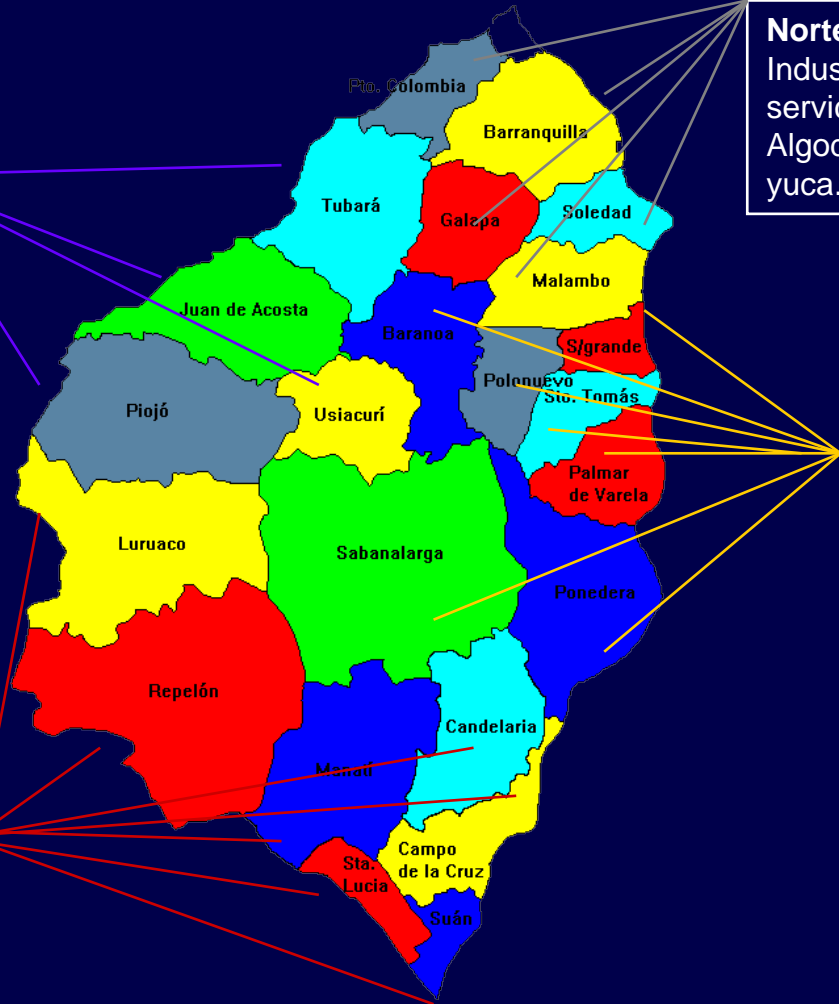 Norte
Indus
servic
Algod
yuca.
Pto. Colombia
Barranquilla
Tubará
Galapa
Soledad
Malambo
Juan de Acosta
Baranoa
S/grande
Polonuevo
Sto. Tomás
Piojó
Usiacurí
Palmar
de Varela
Luruaco
Sabanalarga
Ponedera
Repelón
Candelaria
Manatí
Campo
de la Cruz
Sta.
Lucia
Suán